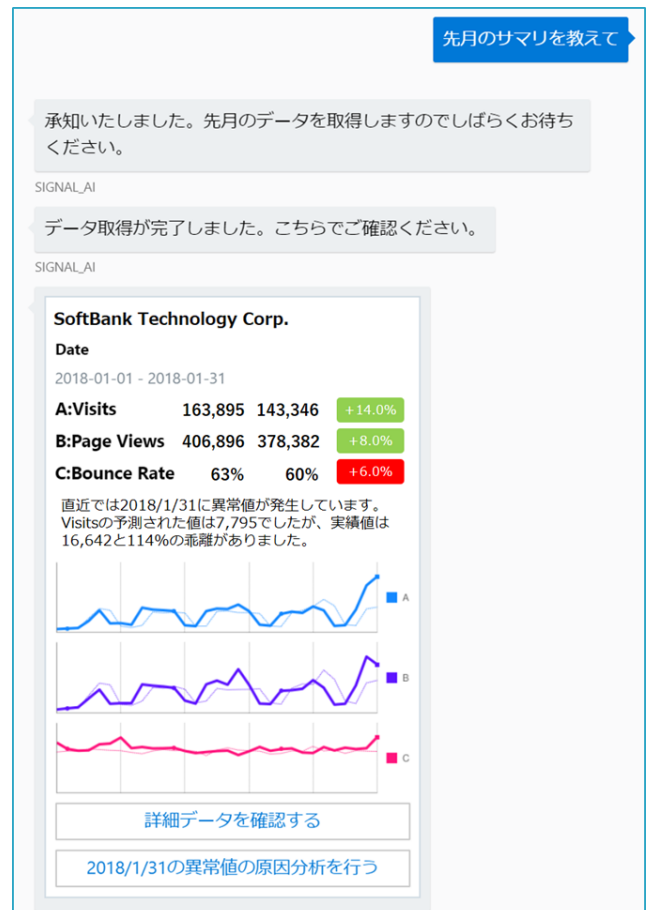 先月のサマリを教えて
承知いたしました。先月のデータを取得しますのでしばらくお待ち
ください。
SIGNAL_AI
データ取得が完了しました。こちらでご確認ください。
SIGNAL_AI
SoftBank Technology Corp.
Date
2018-01-01 - 2018-01-31
A:Visits 163,895 143,346 +14.0%
B:Page Views 406,896 378,382 +8.0%
C:Bounce Rate 63% 60% +6.0%
直近では2018/1/31に異常値が発生しています。
Visitsの予測された値は7,795でしたが、実績値は
16,642と114%の乖離がありました。
A
B
C
詳細データを確認する
2018/1/31の異常値の原因分析を行う